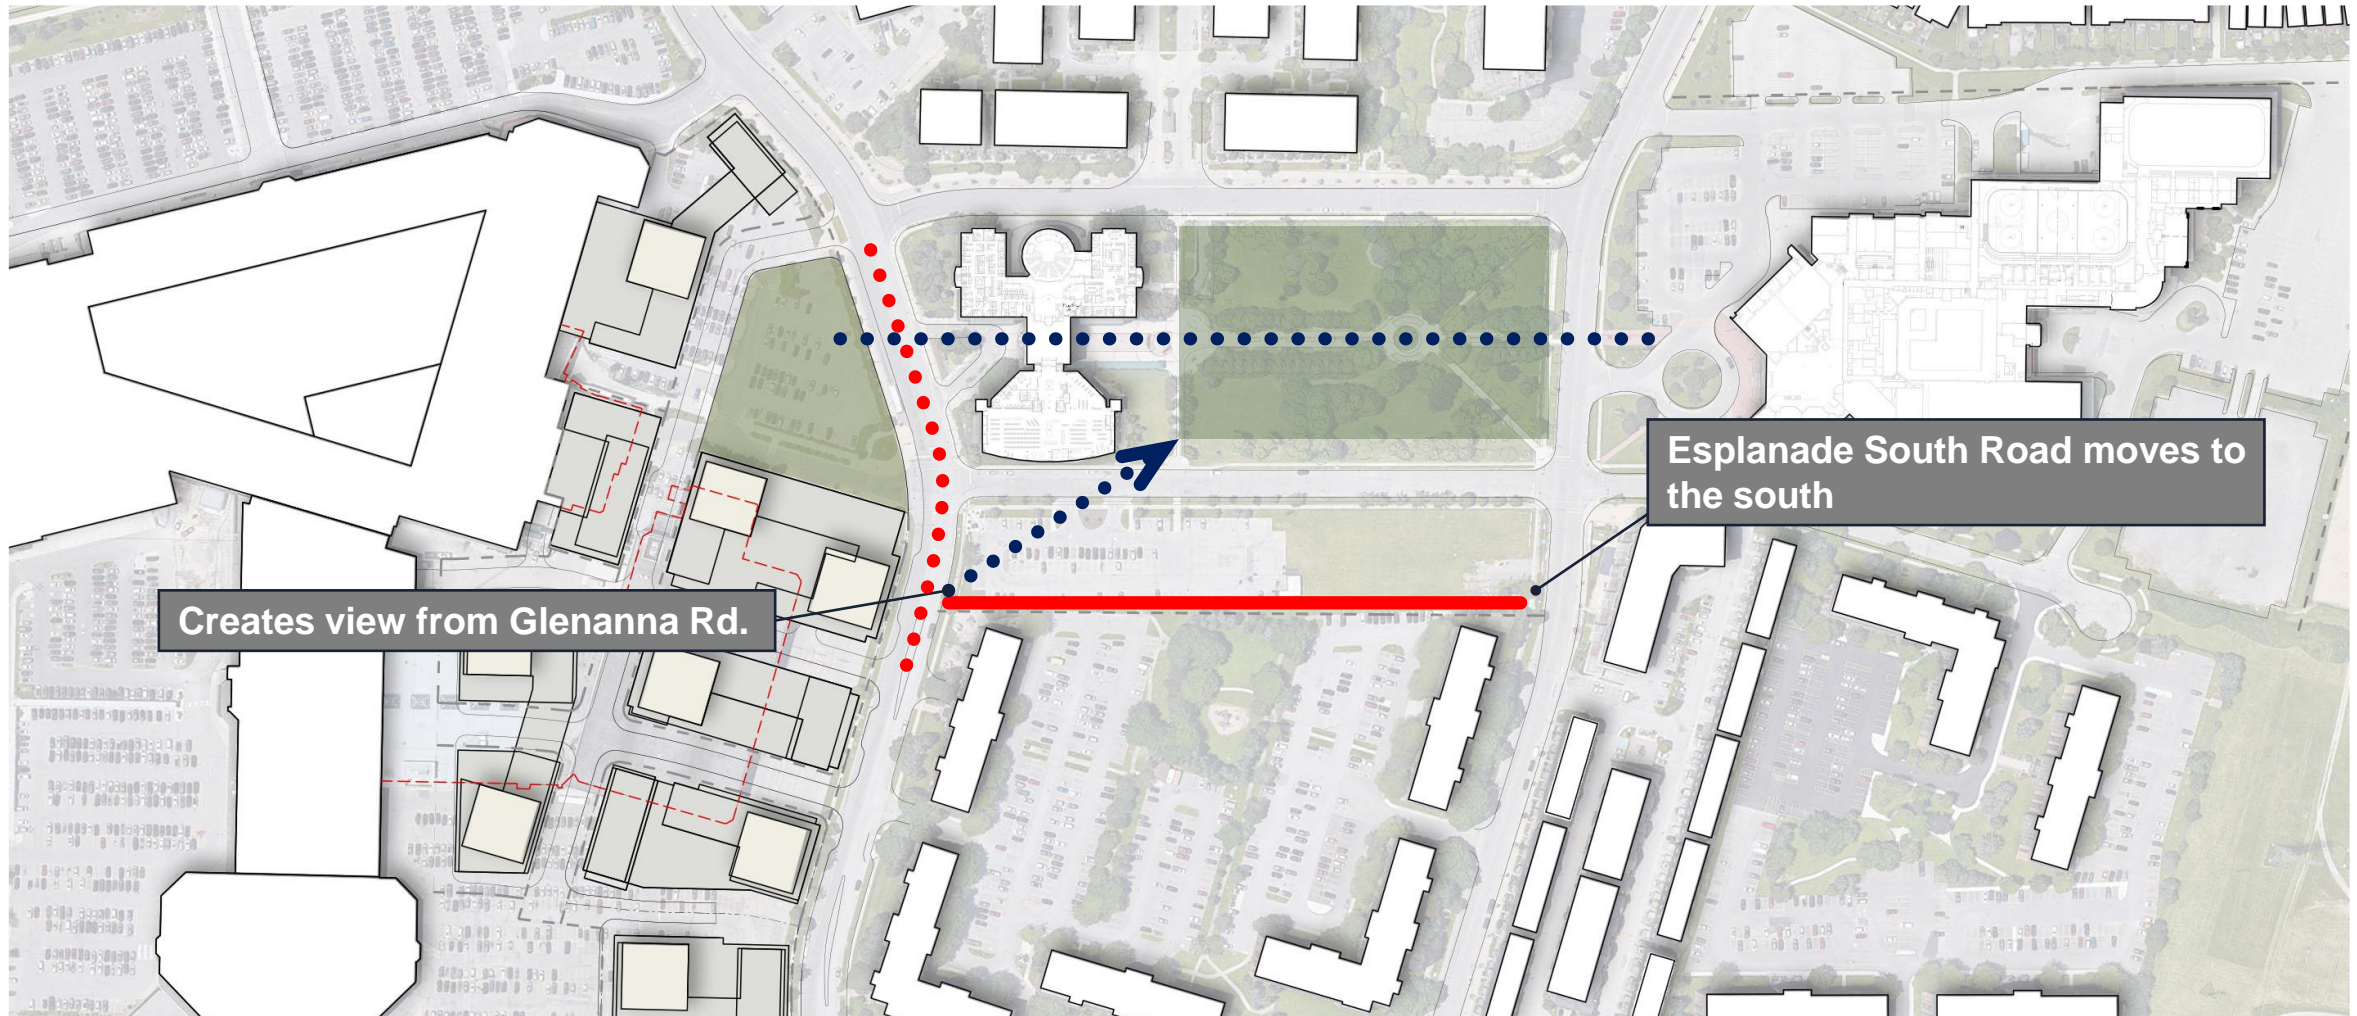 Esplanade South Road moves to
the south
Creates view from Glenanna Rd.